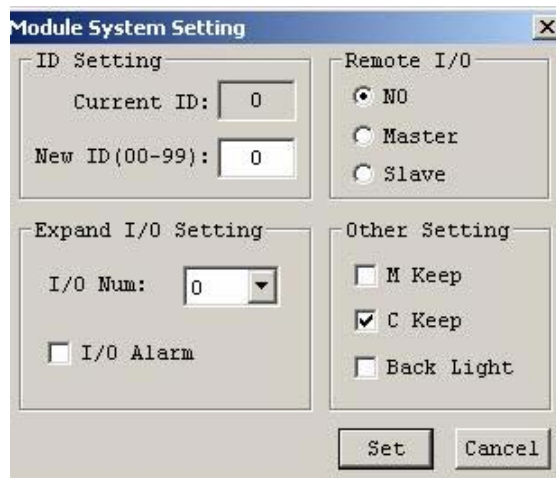 Module System Setting
ID Setting
Current ID: 0
New ID(00-99): 0
Remote I/O
NO
Master
Slave
Expand I/O Setting
I/O Num: 0
I/O Alarm
Other Setting
M Keep
C Keep
Back Light
Set
Cancel